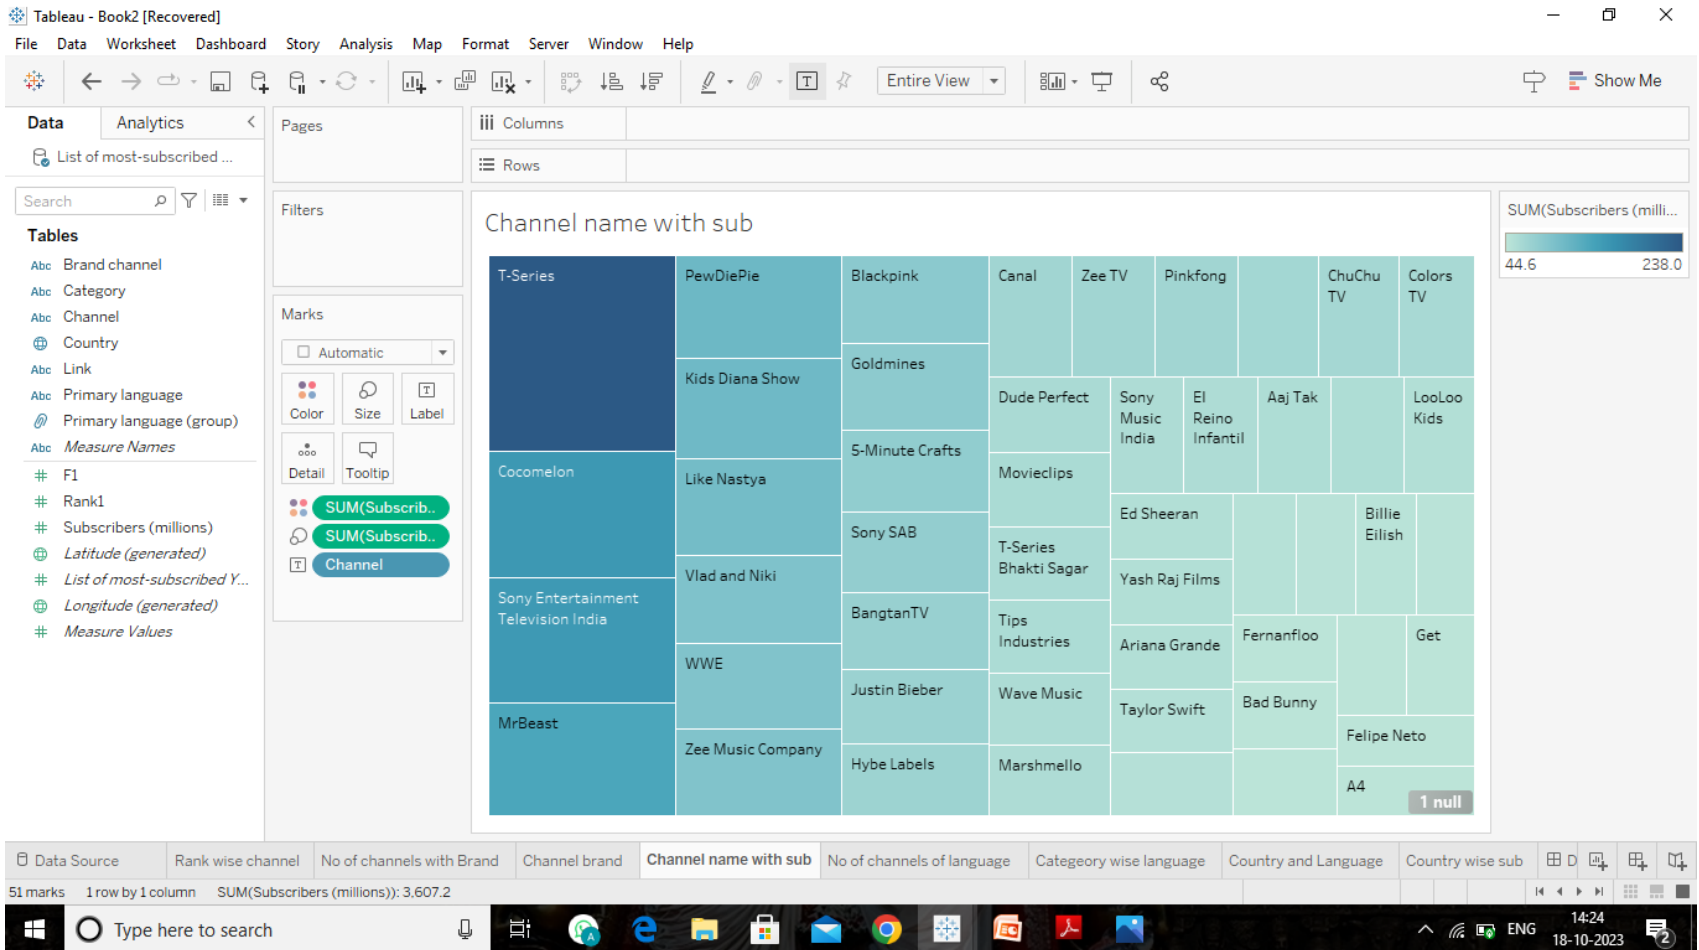 Tableau - Book2 [Recovered]
File Data Worksheet Dashboard Story Analysis Map Format Server Window Help
Entire View
Show Me
Data
Analytics
List of most-subscribed ...
Search
Tables
Abc Brand channel
Abc Category
Abc Channel
Country
Abc Link
Abc Primary language
Primary language (group)
Abc Measure Names
# F1
# Rank1
# Subscribers (millions)
Latitude (generated)
# List of most-subscribed Y...
Longitude (generated)
# Measure Values
Pages
Filters
Marks
Automatic
Color
Size
T
Label
Detail
Tooltip
SUM(Subscrib..
SUM(Subscrib..
T Channel
Columns
Rows
Channel name with sub
T-Series
Cocomelon
Sony Entertainment
Television India
MrBeast
PewDiePie
Kids Diana Show
Like Nastya
Vlad and Niki
WWE
Zee Music Company
Blackpink
Goldmines
5-Minute Crafts
Sony SAB
BangtanTV
Justin Bieber
Hybe Labels
Canal
Zee TV
Pinkfong
ChuChu
TV
Colors
TV
Dude Perfect
Movieclips
T-Series
Bhakti Sagar
Tips
Industries
Wave Music
Marshmello
Sony
Music
India
El
Reino
Infantil
Aaj Tak
LooLoo
Kids
Ed Sheeran
Yash Raj Films
Ariana Grande
Taylor Swift
Billie
Eilish
Fernanfloo
Bad Bunny
Get
Felipe Neto
A4
1 null
SUM(Subscribers (milli...
44.6 238.0
Data Source
Rank wise channel
No of channels with Brand
Channel brand
Channel name with sub
No of channels of language
Categeory wise language
Country and Language
Country wise sub
D
51 marks 1 row by 1 column SUM(Subscribers (millions)): 3,607.2
Type here to search
ENG
14:24
18-10-2023
2